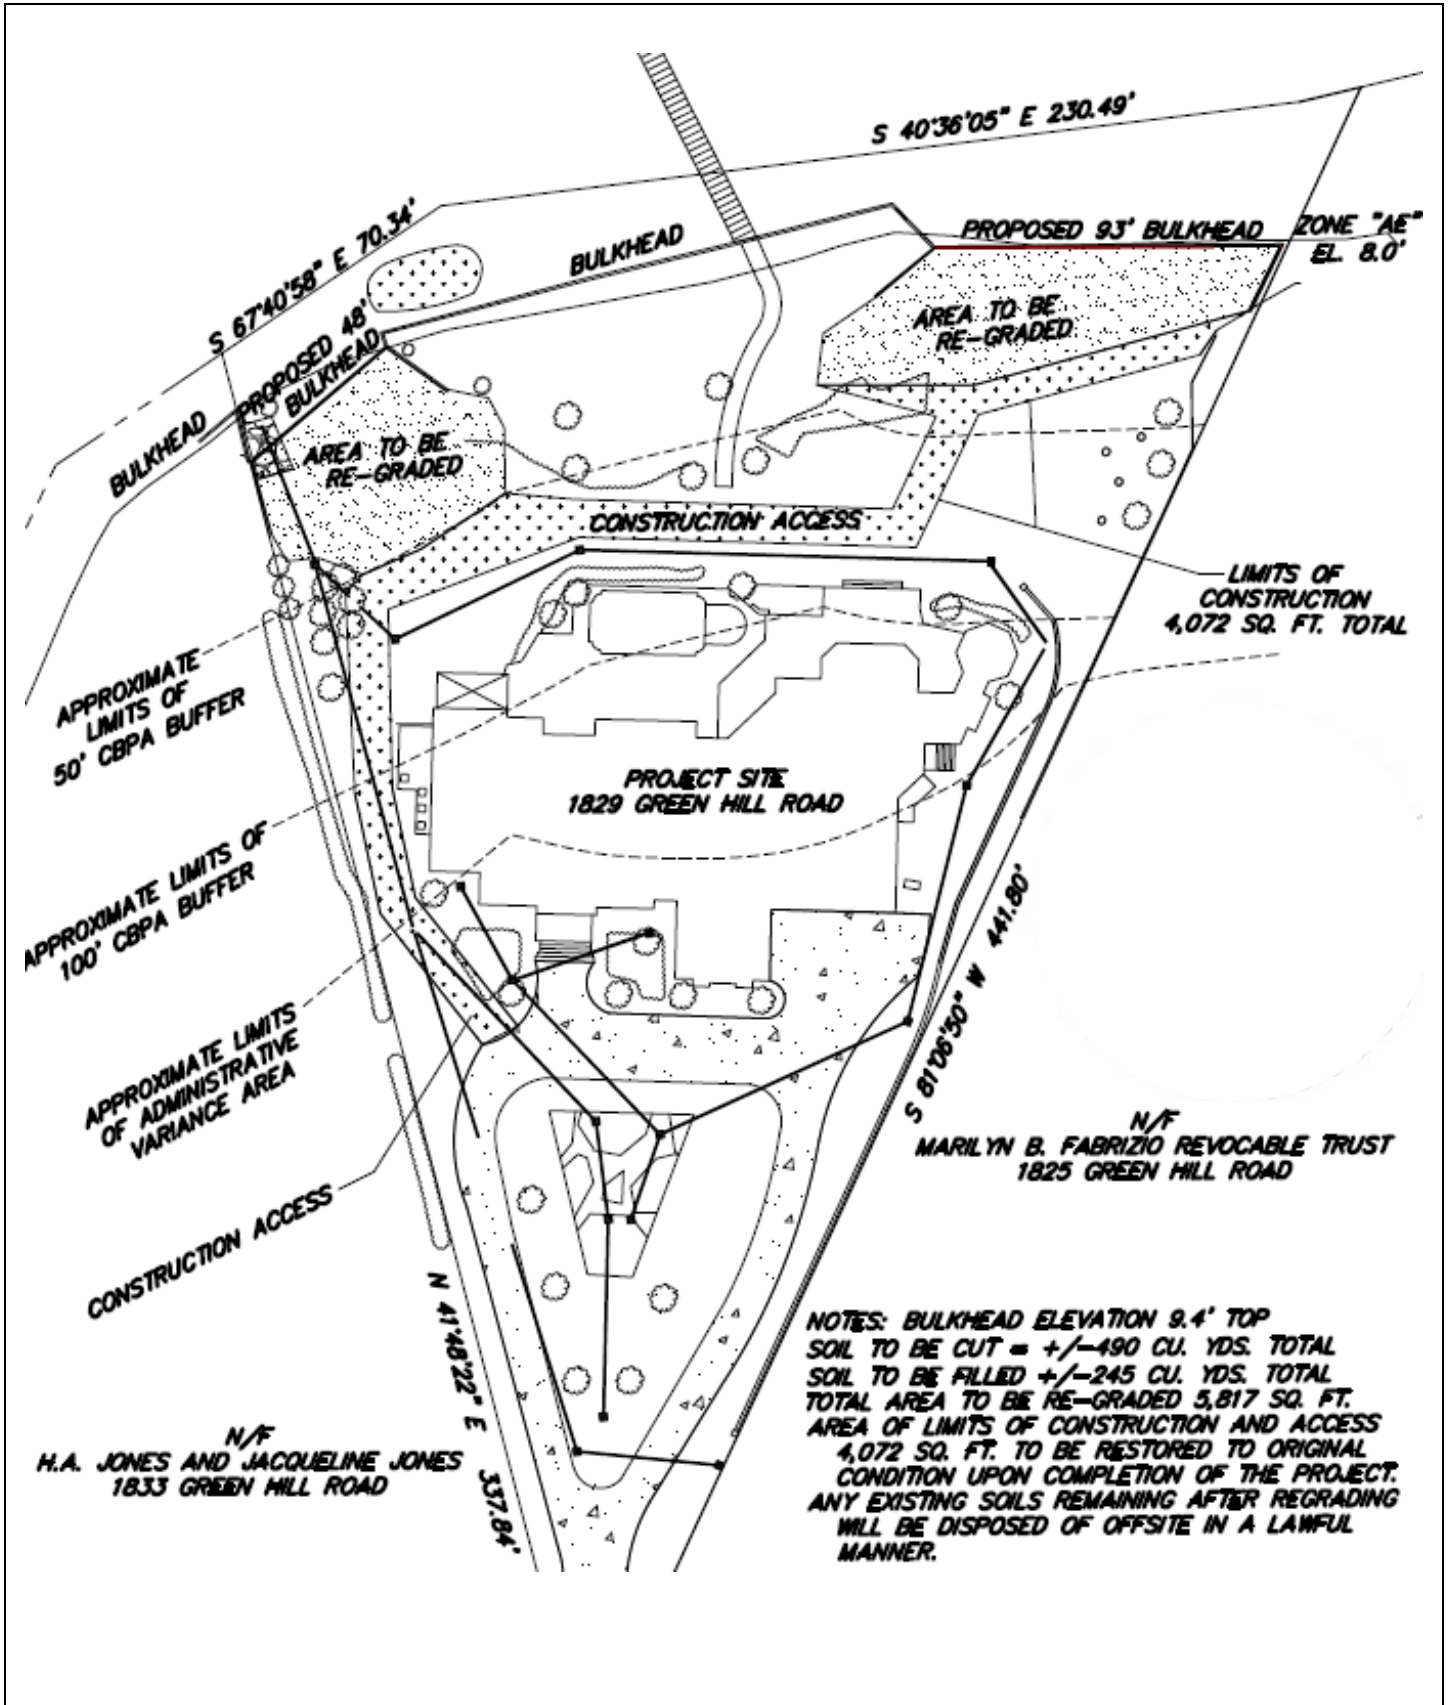 S 40°36'05" E 230.49'
S 67°40'58" E 70.34'
BULKHEAD
PROPOSED 93' BULKHEAD
ZONE "AE"
EL. 8.0'
PROPOSED 48'
BULKHEAD
BULKHEAD
AREA TO BE
RE-GRADED
AREA TO BE
RE-GRADED
CONSTRUCTION ACCESS
LIMITS OF
CONSTRUCTION
4,072 SQ. FT. TOTAL
APPROXIMATE
LIMITS OF
50' CBPA BUFFER
PROJECT SITE
1829 GREEN HILL ROAD
APPROXIMATE LIMITS OF
100' CBPA BUFFER
S 81°06'50" W 441.80'
APPROXIMATE LIMITS
OF ADMINISTRATIVE
VARIANCE AREA
N/F
MARILYN B. FABRIZIO REVOCABLE TRUST
1825 GREEN HILL ROAD
CONSTRUCTION ACCESS
N 41°48'22" E 337.84'
N/F
H.A. JONES AND JACQUELINE JONES
1833 GREEN HILL ROAD
NOTES: BULKHEAD ELEVATION 9.4' TOP
SOIL TO BE CUT = +/-490 CU. YDS. TOTAL
SOIL TO BE FILLED +/-245 CU. YDS. TOTAL
TOTAL AREA TO BE RE-GRADED 5,817 SQ. FT.
AREA OF LIMITS OF CONSTRUCTION AND ACCESS
4,072 SQ. FT. TO BE RESTORED TO ORIGINAL
CONDITION UPON COMPLETION OF THE PROJECT.
ANY EXISTING SOILS REMAINING AFTER REGRADING
WILL BE DISPOSED OF OFFSITE IN A LAWFUL
MANNER.